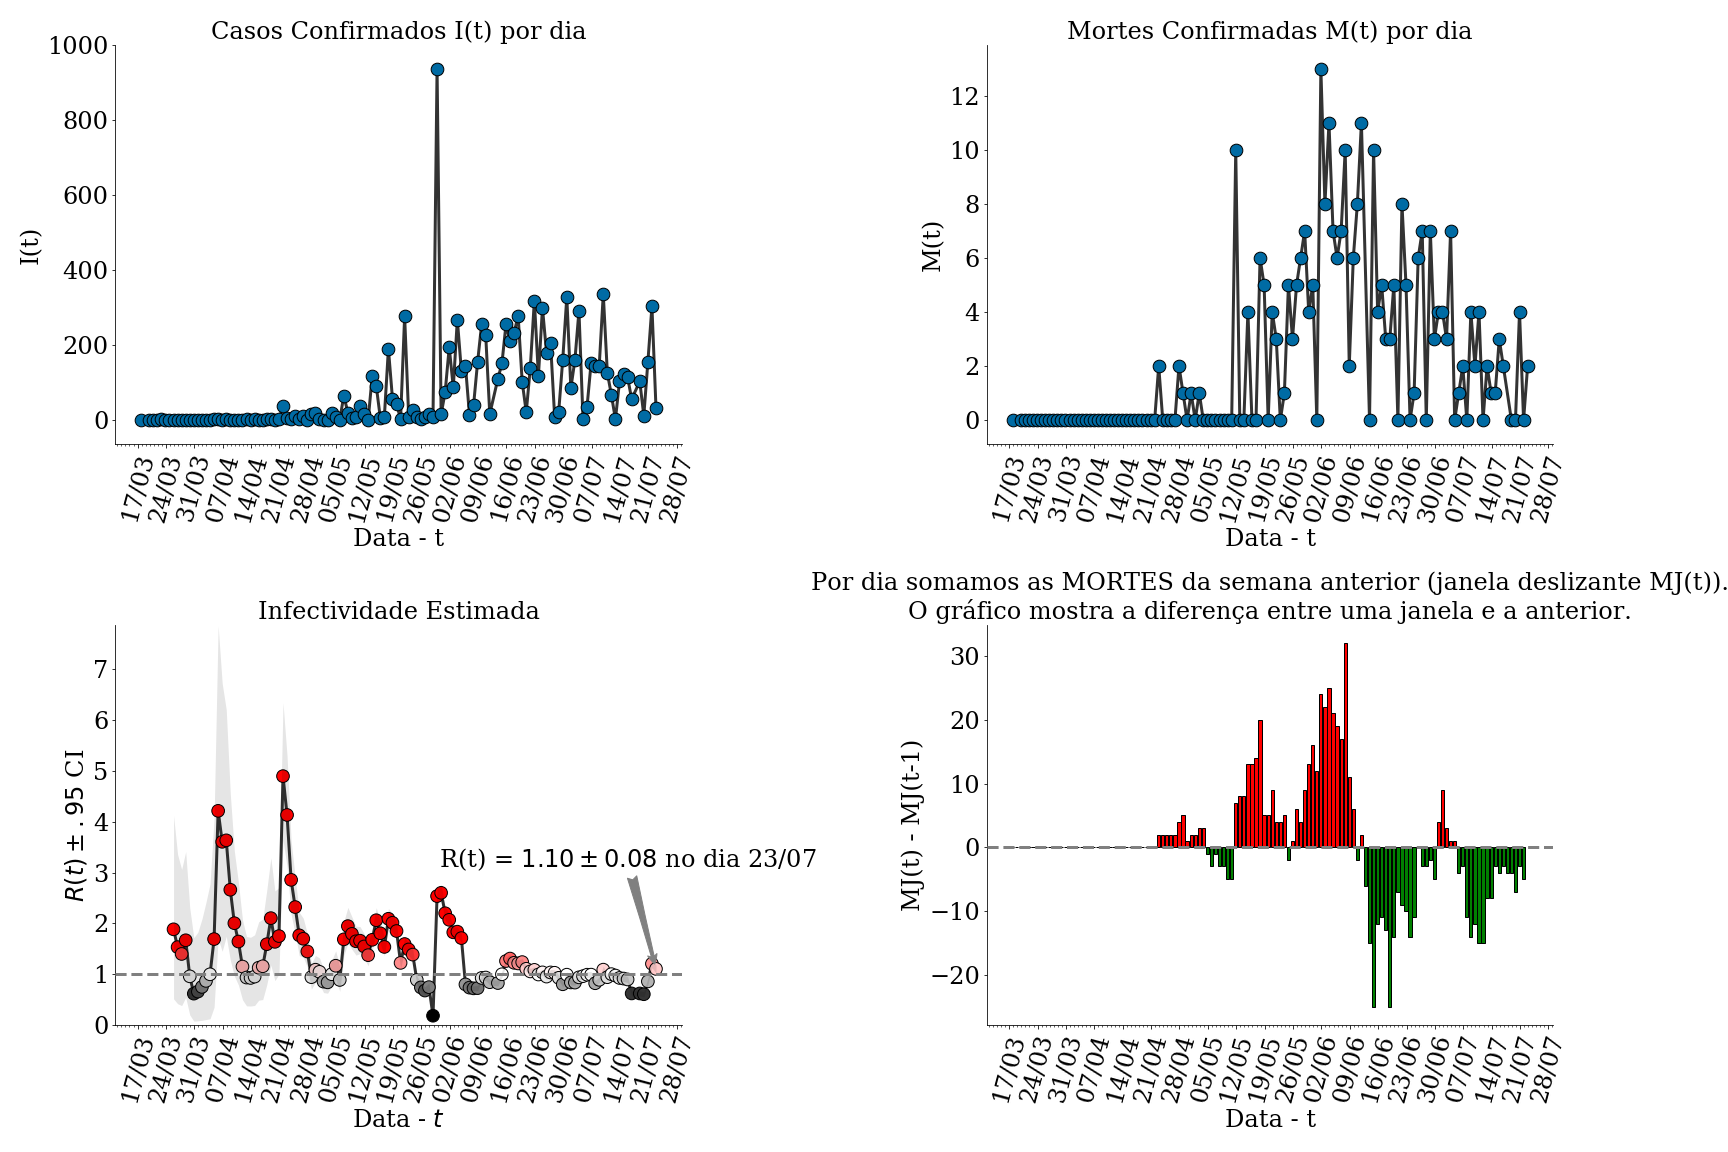 Casos Confirmados I(t) por dia
1000
800
600
400
200
0
I(t)
17/03 24/03 31/03 07/04 14/04 21/04 28/04 05/05 12/05 19/05 26/05 02/06 09/06 16/06 23/06 30/06 07/07 14/07 21/07 28/07
Data - t
Mortes Confirmadas M(t) por dia
12
10
8
6
4
2
0
M(t)
17/03 24/03 31/03 07/04 14/04 21/04 28/04 05/05 12/05 19/05 26/05 02/06 09/06 16/06 23/06 30/06 07/07 14/07 21/07 28/07
Data - t
Infectividade Estimada
7
6
5
4
3
2
1
0
R(t) ± .95 CI
R(t) = 1.10 ± 0.08 no dia 23/07
17/03 24/03 31/03 07/04 14/04 21/04 28/04 05/05 12/05 19/05 26/05 02/06 09/06 16/06 23/06 30/06 07/07 14/07 21/07 28/07
Data - t
Por dia somamos as MORTES da semana anterior (janela deslizante MJ(t)).
O gráfico mostra a diferença entre uma janela e a anterior.
30
20
10
0
−10
−20
MJ(t) - MJ(t-1)
17/03 24/03 31/03 07/04 14/04 21/04 28/04 05/05 12/05 19/05 26/05 02/06 09/06 16/06 23/06 30/06 07/07 14/07 21/07 28/07
Data - t